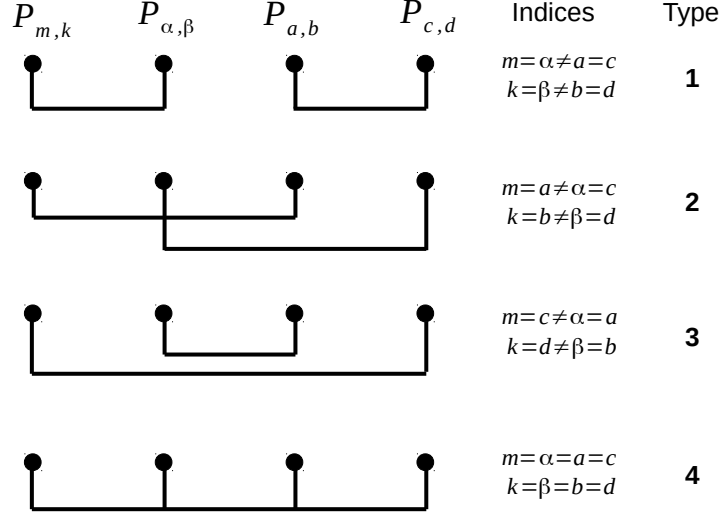 P_{m,k} P_{α,β} P_{a,b} P_{c,d} Indices Type
m=α≠a=c
k=β≠b=d
1
m=a≠α=c
k=b≠β=d
2
m=c≠α=a
k=d≠β=b
3
m=α=a=c
k=β=b=d
4